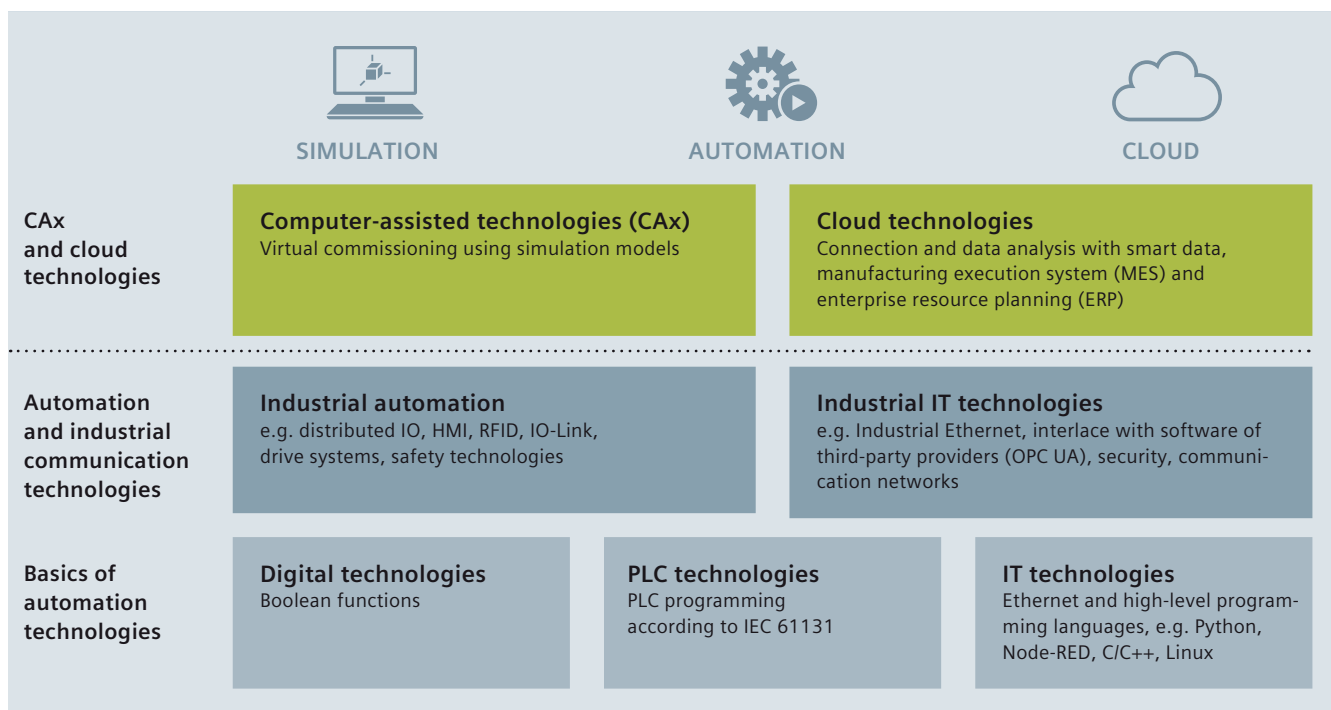 SIMULATION
AUTOMATION
CLOUD
CAx
and cloud
technologies
Computer-assisted technologies (CAx)
Virtual commissioning using simulation models
Cloud technologies
Connection and data analysis with smart data,
manufacturing execution system (MES) and
enterprise resource planning (ERP)
Automation
and industrial
communication
technologies
Industrial automation
e.g. distributed IO, HMI, RFID, IO-Link,
drive systems, safety technologies
Industrial IT technologies
e.g. Industrial Ethernet, interlace with software of
third-party providers (OPC UA), security, communi-
cation networks
Basics of
automation
technologies
Digital technologies
Boolean functions
PLC technologies
PLC programming
according to IEC 61131
IT technologies
Ethernet and high-level program-
ming languages, e.g. Python,
Node-RED, C/C++, Linux